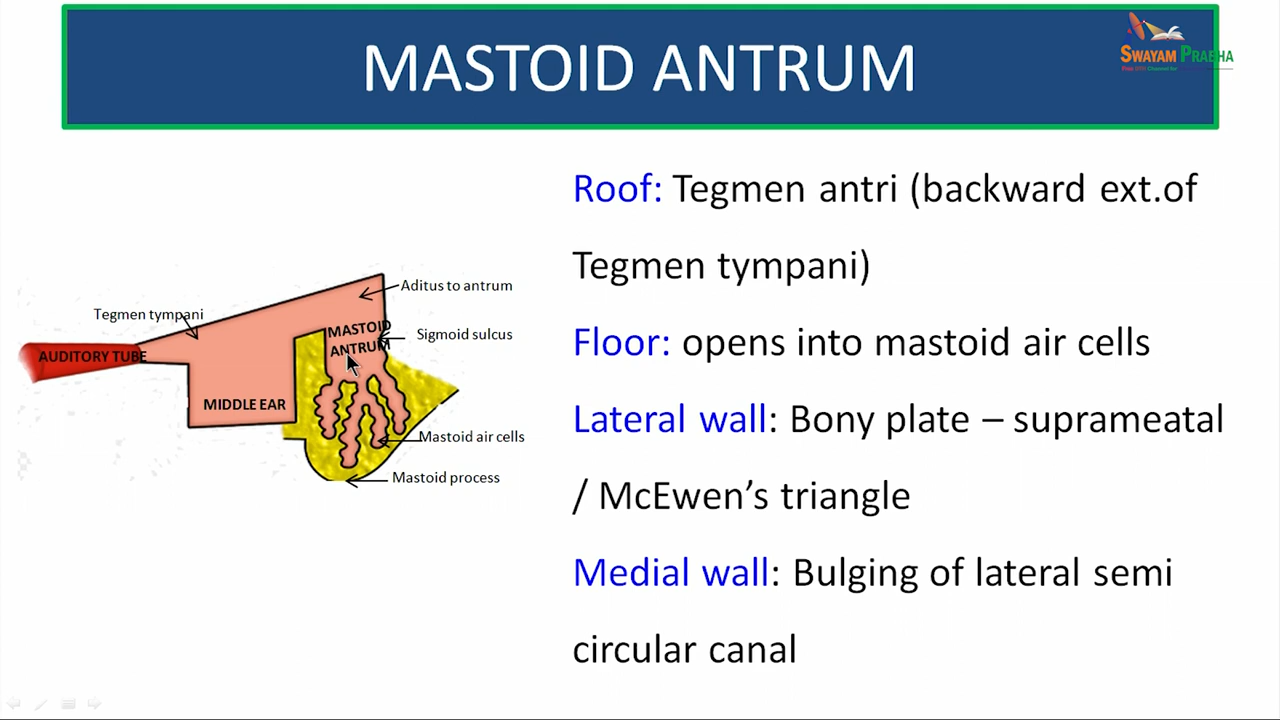 MASTOID ANTRUM
SWAYAM PRABHA
Roof: Tegmen antri (backward ext.of
Tegmen tympani)
Floor: opens into mastoid air cells
Lateral wall: Bony plate – suprameatal
/ McEwen’s triangle
Medial wall: Bulging of lateral semi
circular canal
Aditus to antrum
Tegmen tympani
Sigmoid sulcus
MASTOID
ANTRUM
AUDITORY TUBE
MIDDLE EAR
Mastoid air cells
Mastoid process